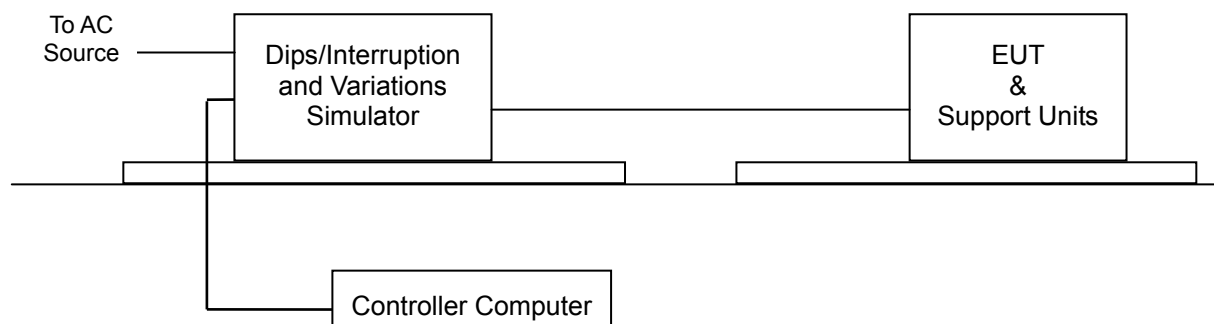 To AC
Source
Dips/Interruption
and Variations
Simulator
EUT
&
Support Units
Controller Computer